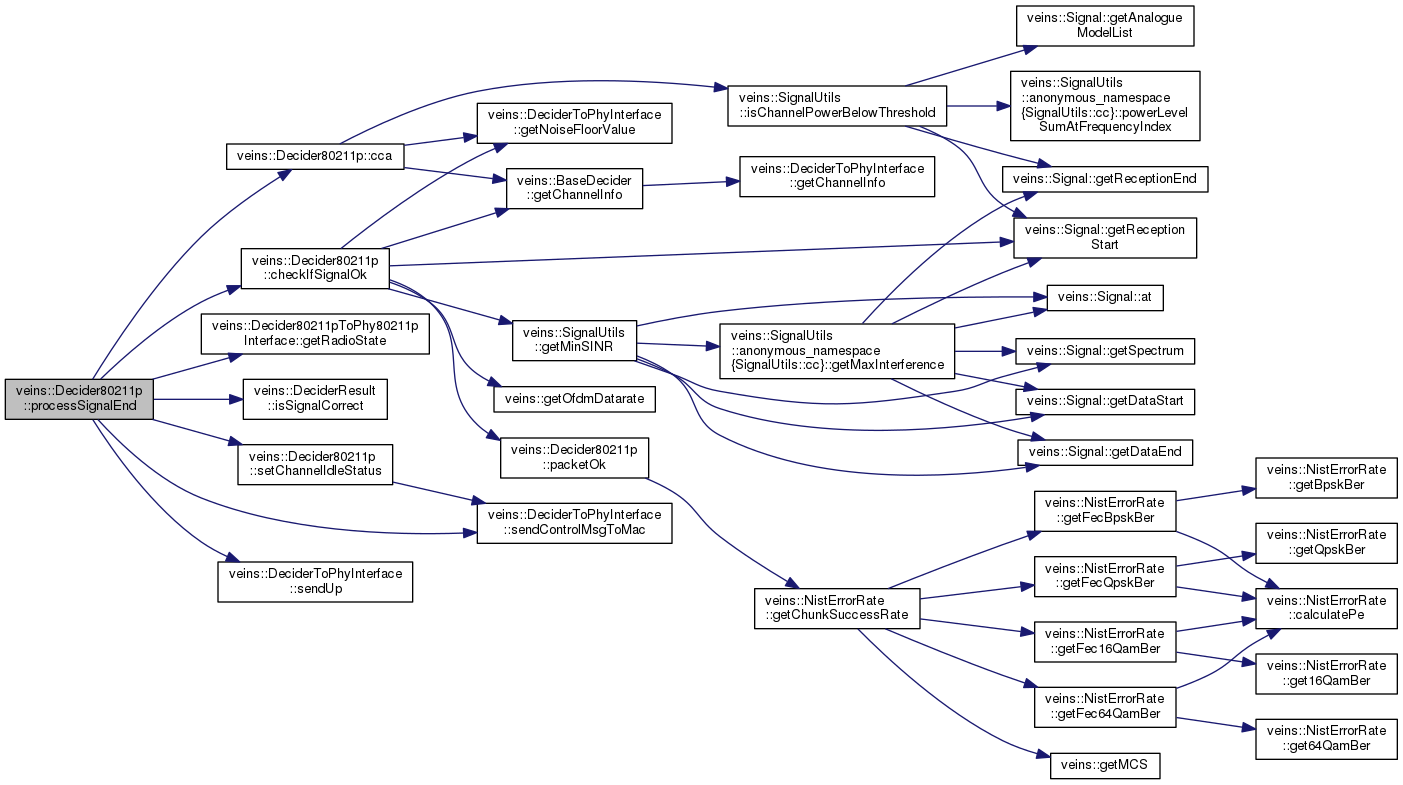 veins::Decider80211p
::processSignalEnd
veins::Decider80211p::cca
veins::Decider80211p
::checkIfSignalOk
veins::Decider80211pToPhy80211p
Interface::getRadioState
veins::DeciderResult
::isSignalCorrect
veins::Decider80211p
::setChannelIdleStatus
veins::DeciderToPhyInterface
::sendUp
veins::DeciderToPhyInterface
::getNoiseFloorValue
veins::BaseDecider
::getChannelInfo
veins::SignalUtils
::getMinSINR
veins::getOfdmDatarate
veins::Decider80211p
::packetOk
veins::DeciderToPhyInterface
::sendControlMsgToMac
veins::SignalUtils
::isChannelPowerBelowThreshold
veins::DeciderToPhyInterface
::getChannelInfo
veins::SignalUtils
::anonymous_namespace
{SignalUtils::cc}::getMaxInterference
veins::NistErrorRate
::getChunkSuccessRate
veins::Signal::getAnalogue
ModelList
veins::SignalUtils
::anonymous_namespace
{SignalUtils::cc}::powerLevel
SumAtFrequencyIndex
veins::Signal::getReceptionEnd
veins::Signal::getReception
Start
veins::Signal::at
veins::Signal::getSpectrum
veins::Signal::getDataStart
veins::Signal::getDataEnd
veins::NistErrorRate
::getFecBpskBer
veins::NistErrorRate
::getFecQpskBer
veins::NistErrorRate
::getFec16QamBer
veins::NistErrorRate
::getFec64QamBer
veins::getMCS
veins::NistErrorRate
::getBpskBer
veins::NistErrorRate
::getQpskBer
veins::NistErrorRate
::calculatePe
veins::NistErrorRate
::get16QamBer
veins::NistErrorRate
::get64QamBer